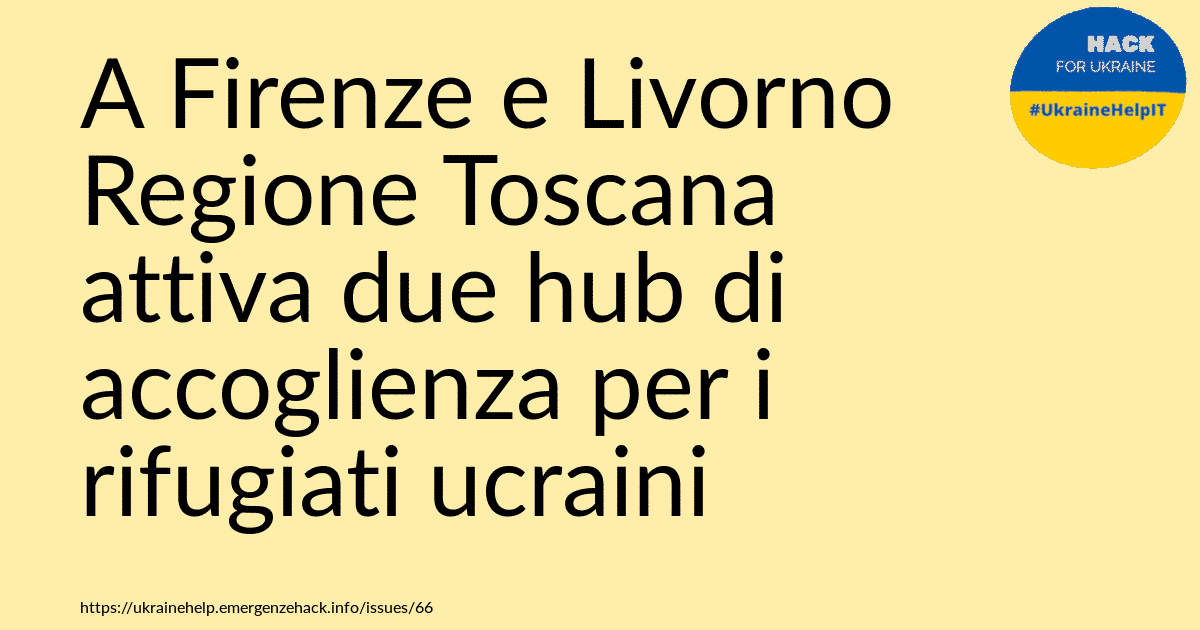 A Firenze e Livorno
Regione Toscana
attiva due hub di
accoglienza per i
rifugiati ucraini
HACK
FOR UKRAINE
#UkraineHelpIT
https://ukrainehelp.emergenzehack.info/issues/66